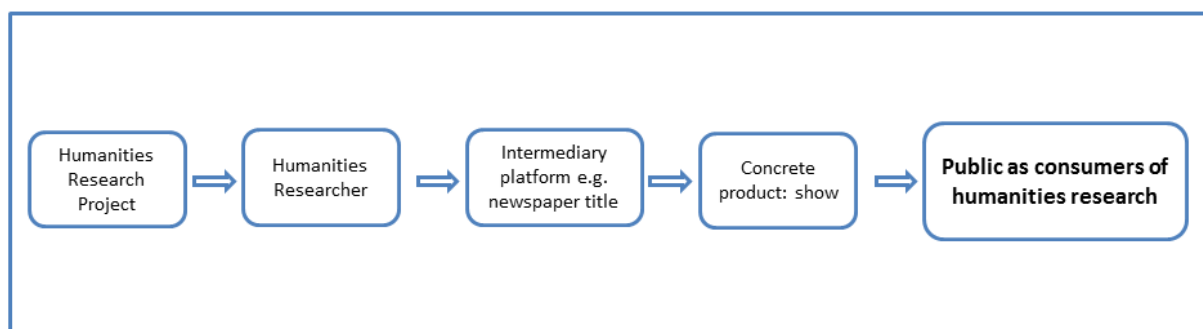 Humanities
Research
Project
Humanities
Researcher
Intermediary
platform e.g.
newspaper title
Concrete
product: show
Public as consumers of
humanities research